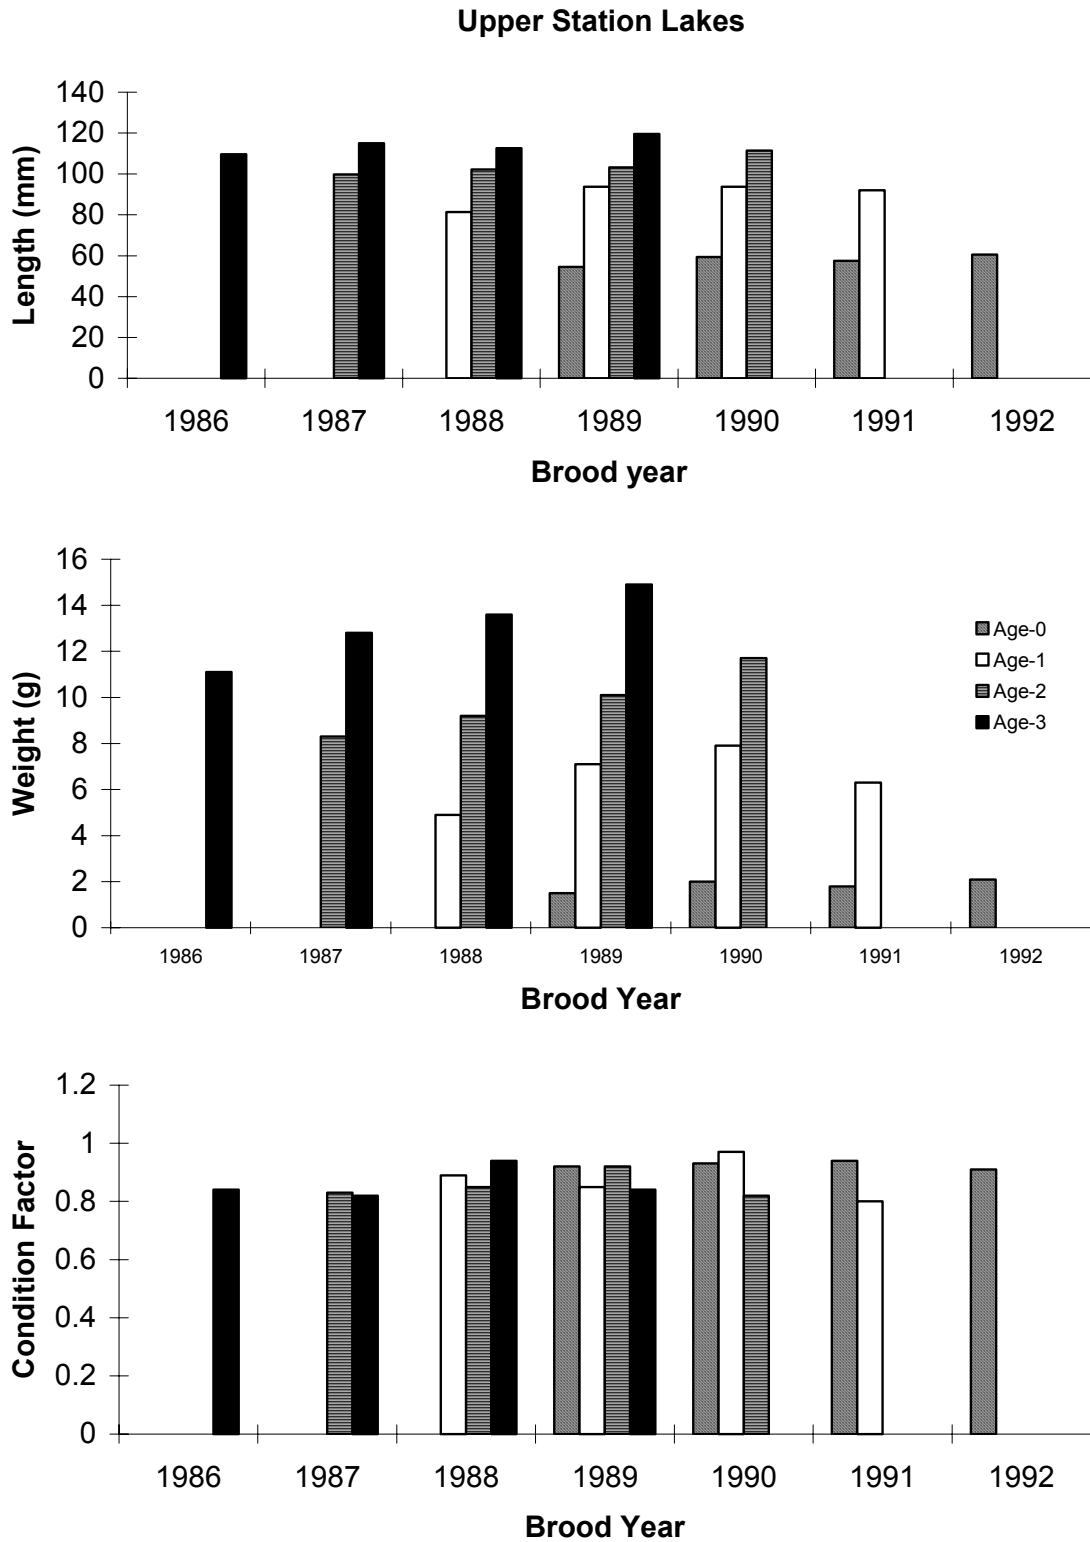 Upper Station Lakes
140
120
100
80
60
40
20
0
Length (mm)
1986 1987 1988 1989 1990 1991 1992
Brood year
16
14
12
10
8
6
4
2
0
Weight (g)
Age-0
Age-1
Age-2
Age-3
1986 1987 1988 1989 1990 1991 1992
Brood Year
1.2
1
0.8
0.6
0.4
0.2
0
Condition Factor
1986 1987 1988 1989 1990 1991 1992
Brood Year